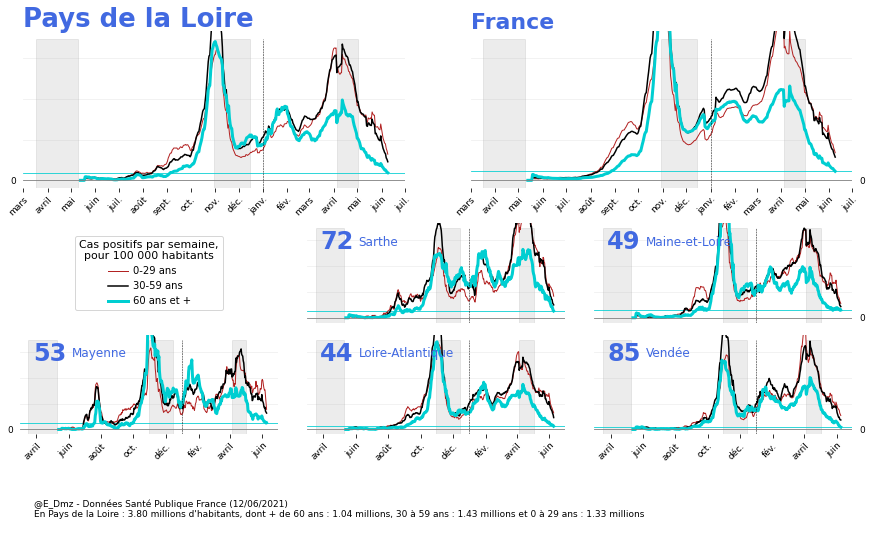 Pays de la Loire
France
0
0
mars avril mai juin juil. août sept. oct. nov. déc. janv. fév. mars avril mai juin juil.
mars avril mai juin juil. août sept. oct. nov. déc. janv. fév. mars avril mai juin juil.
Cas positifs par semaine,
pour 100 000 habitants
0-29 ans
30-59 ans
60 ans et +
72 Sarthe
49 Maine-et-Loire
0
53 Mayenne
44 Loire-Atlantique
85 Vendée
0
0
avril juin août oct. déc. fév. avril juin
avril juin août oct. déc. fév. avril juin
avril juin août oct. déc. fév. avril juin
@E_Dmz - Données Santé Publique France (12/06/2021)
En Pays de la Loire : 3.80 millions d'habitants, dont + de 60 ans : 1.04 millions, 30 à 59 ans : 1.43 millions et 0 à 29 ans : 1.33 millions